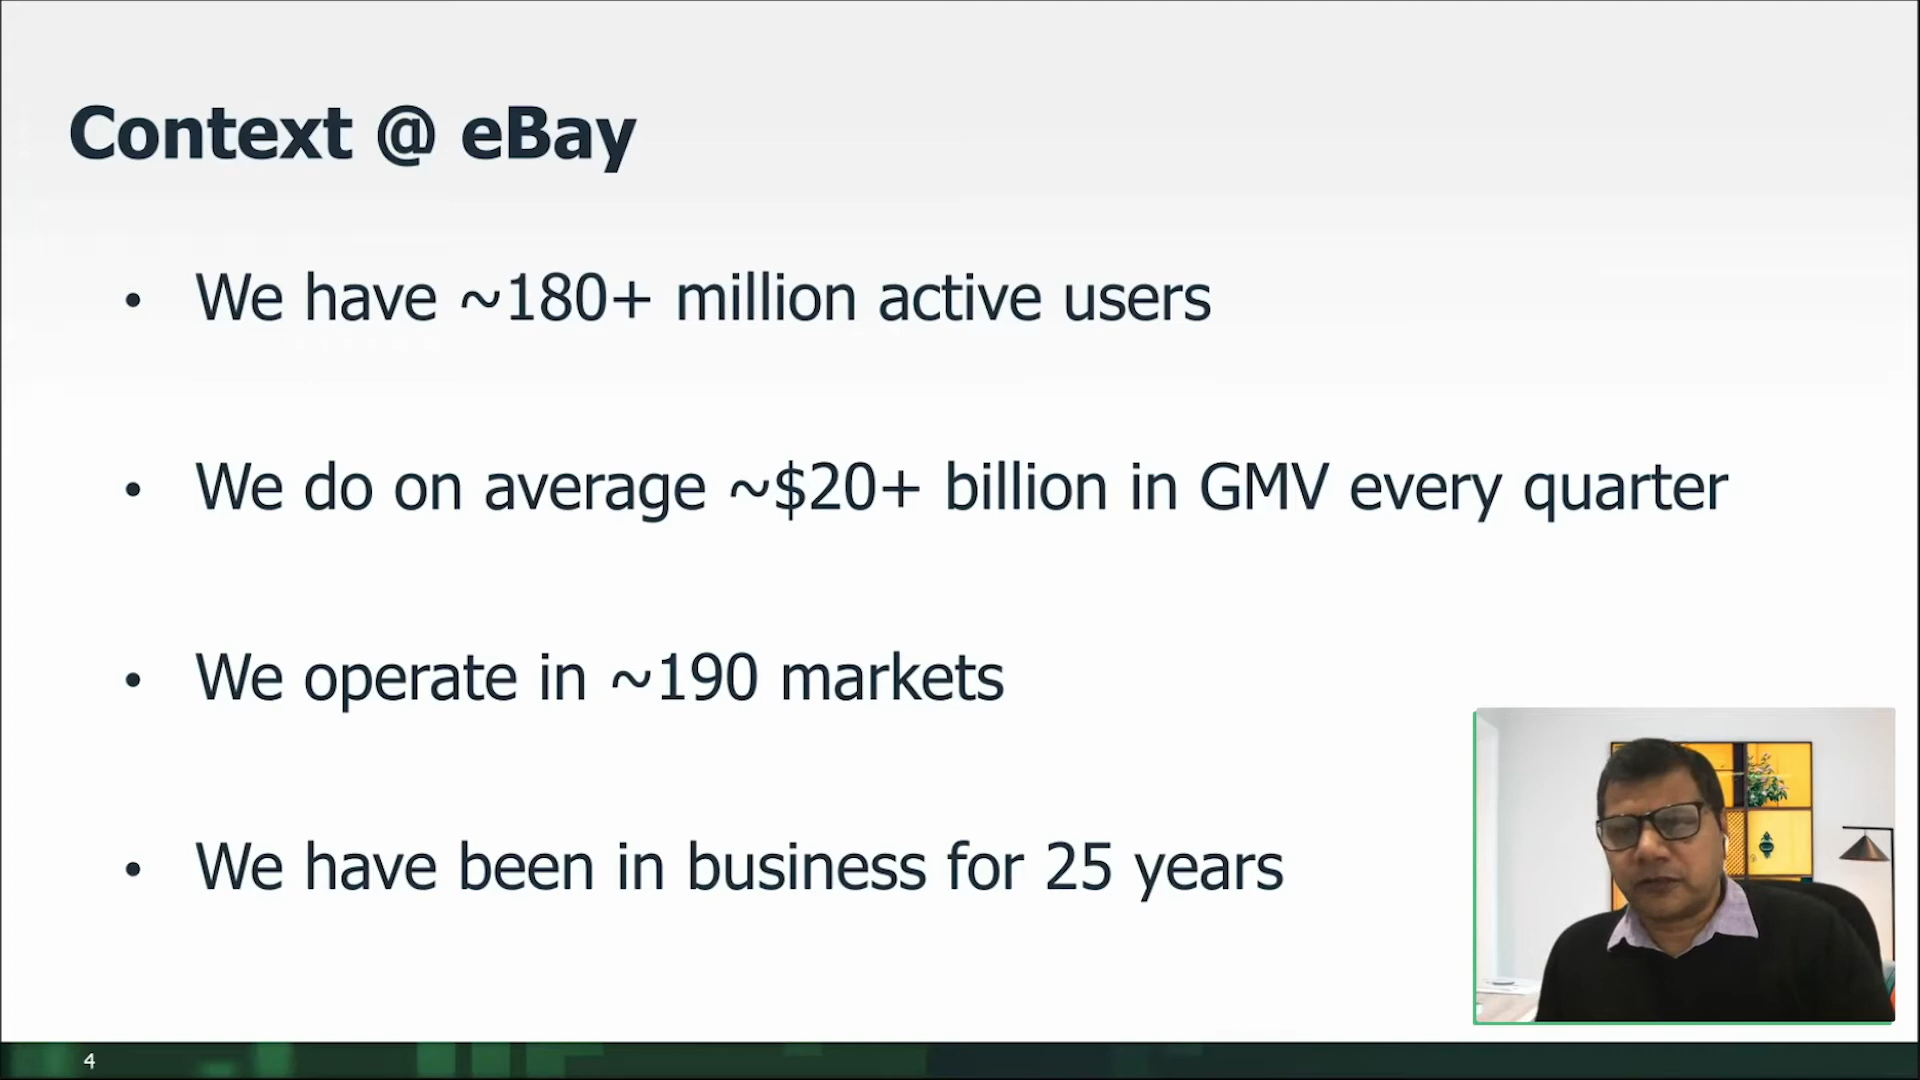 Context @ eBay
• We have ~180+ million active users
• We do on average ~$20+ billion in GMV every quarter
• We operate in ~190 markets
• We have been in business for 25 years
4